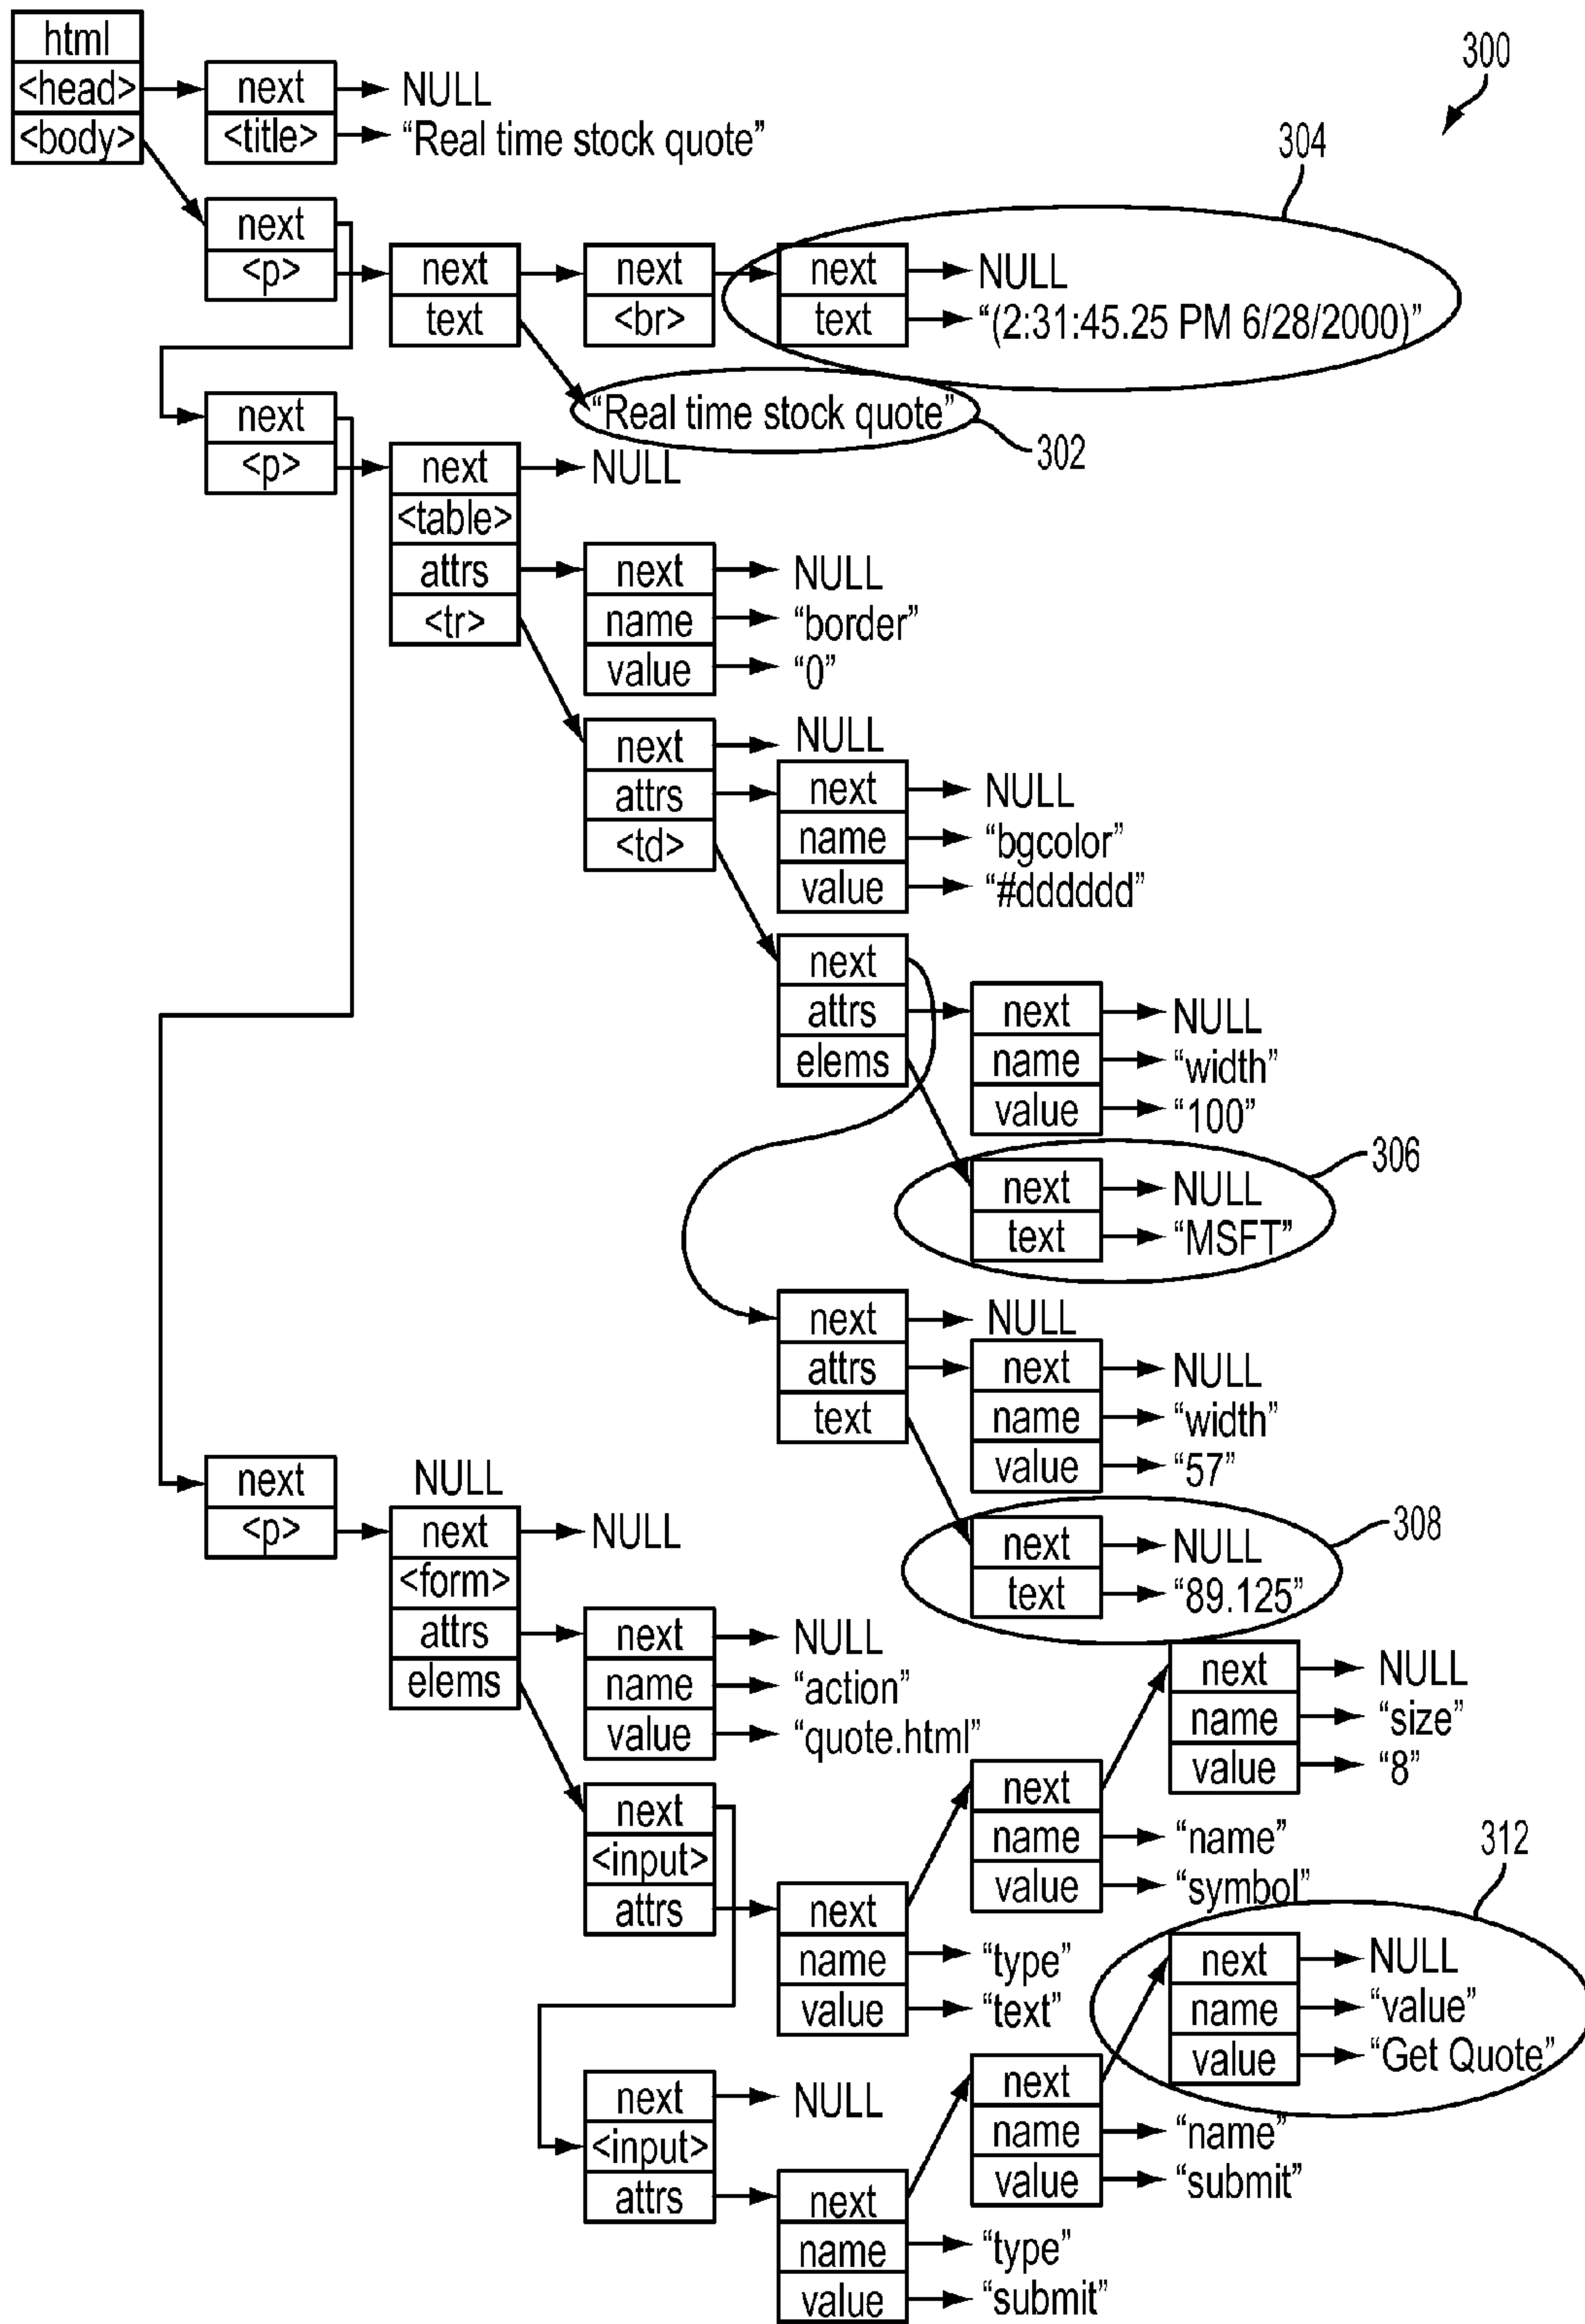 html
<head>
<body>
next
NULL
<title>
“Real time stock quote”
300
304
next
<p>
next
text
next
<br>
next
NULL
text
“(2:31:45.25 PM 6/28/2000)”
“Real time stock quote”
302
next
<p>
next
NULL
<table>
attrs
<tr>
next
NULL
name
“border”
value
“0”
next
NULL
attrs
<td>
next
NULL
name
“bgcolor”
value
“#dddddd”
next
attrs
elems
next
NULL
name
“width”
value
“100”
306
next
NULL
text
“MSFT”
next
NULL
attrs
text
next
NULL
name
“width”
value
“57”
308
next
NULL
text
“89.125”
next
NULL
<p>
next
NULL
<form>
attrs
elems
next
NULL
name
“action”
value
“quote.html”
next
<input>
attrs
next
name
“type”
value
“text”
next
name
“name”
value
“symbol”
next
NULL
name
“size”
value
“8”
312
next
NULL
<input>
attrs
next
name
“type”
value
“submit”
next
name
“name”
value
“submit”
next
NULL
name
“value”
value
“Get Quote”